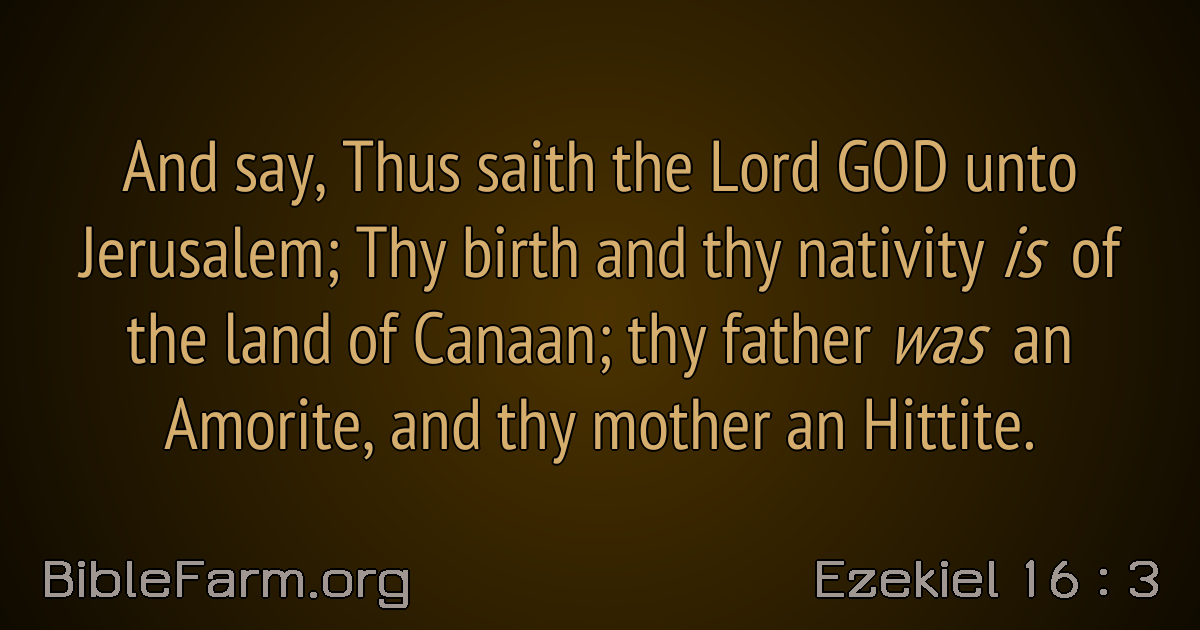 And say, Thus saith the Lord GOD unto
Jerusalem; Thy birth and thy nativity is of
the land of Canaan; thy father was an
Amorite, and thy mother an Hittite.
BibleFarm.org
Ezekiel 16 : 3